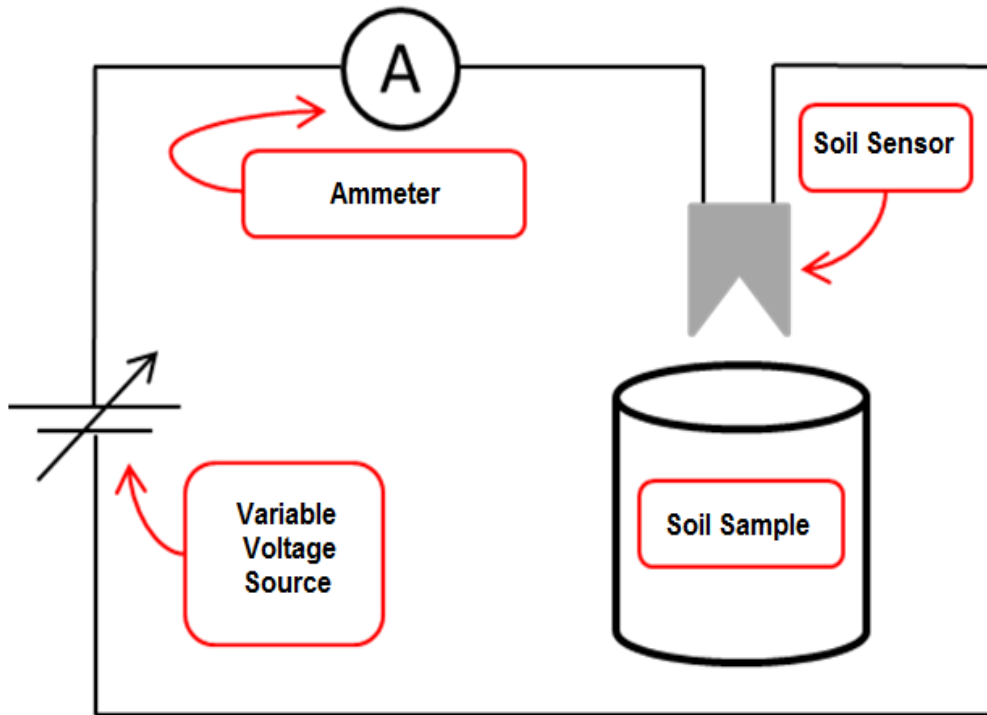 A
Soil Sensor
Ammeter
Variable
Voltage
Source
Soil Sample